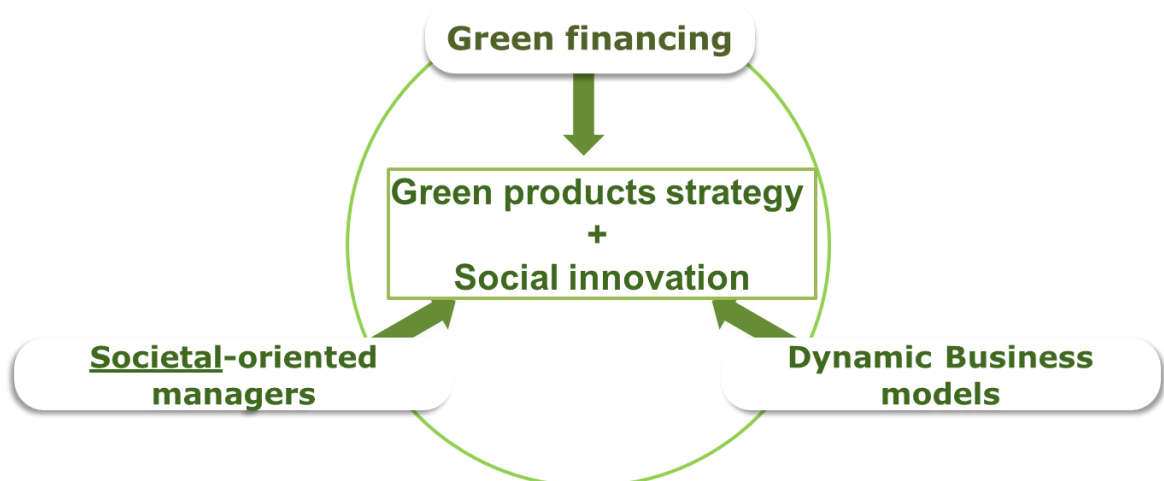 Green financing
Green products strategy
+
Social innovation
Societal-oriented
managers
Dynamic Business
models